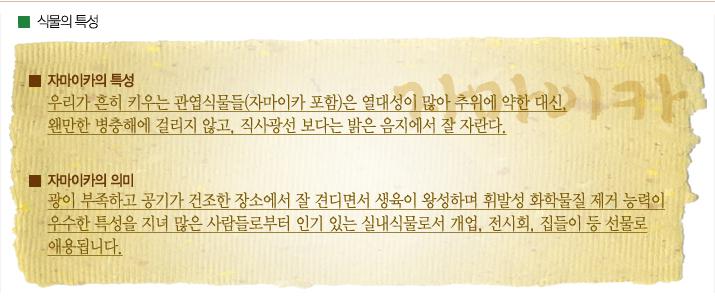 식물의 특성
자마이카
자마이카의 특성
우리가 흔히 키우는 관엽식물들(자마이카 포함)은 열대성이 많아 추위에 약한 대신,
왠만한 병충해에 걸리지 않고, 직사광선 보다는 밝은 음지에서 잘 자란다.
자마이카의 의미
광이 부족하고 공기가 건조한 장소에서 잘 견디면서 생육이 왕성하며 휘발성 화학물질 제거 능력이
우수한 특성을 지녀 많은 사람들로부터 인기 있는 실내식물로서 개업, 전시회, 집들이 등 선물로
애용됩니다.